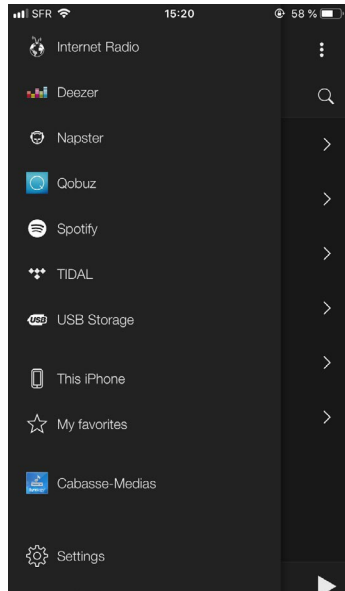 SFR 15:20 58 %
Internet Radio
Deezer
Napster
Qobuz
Spotify
TIDAL
USB USB Storage
This iPhone
My favorites
Cabasse-Medias
Settings